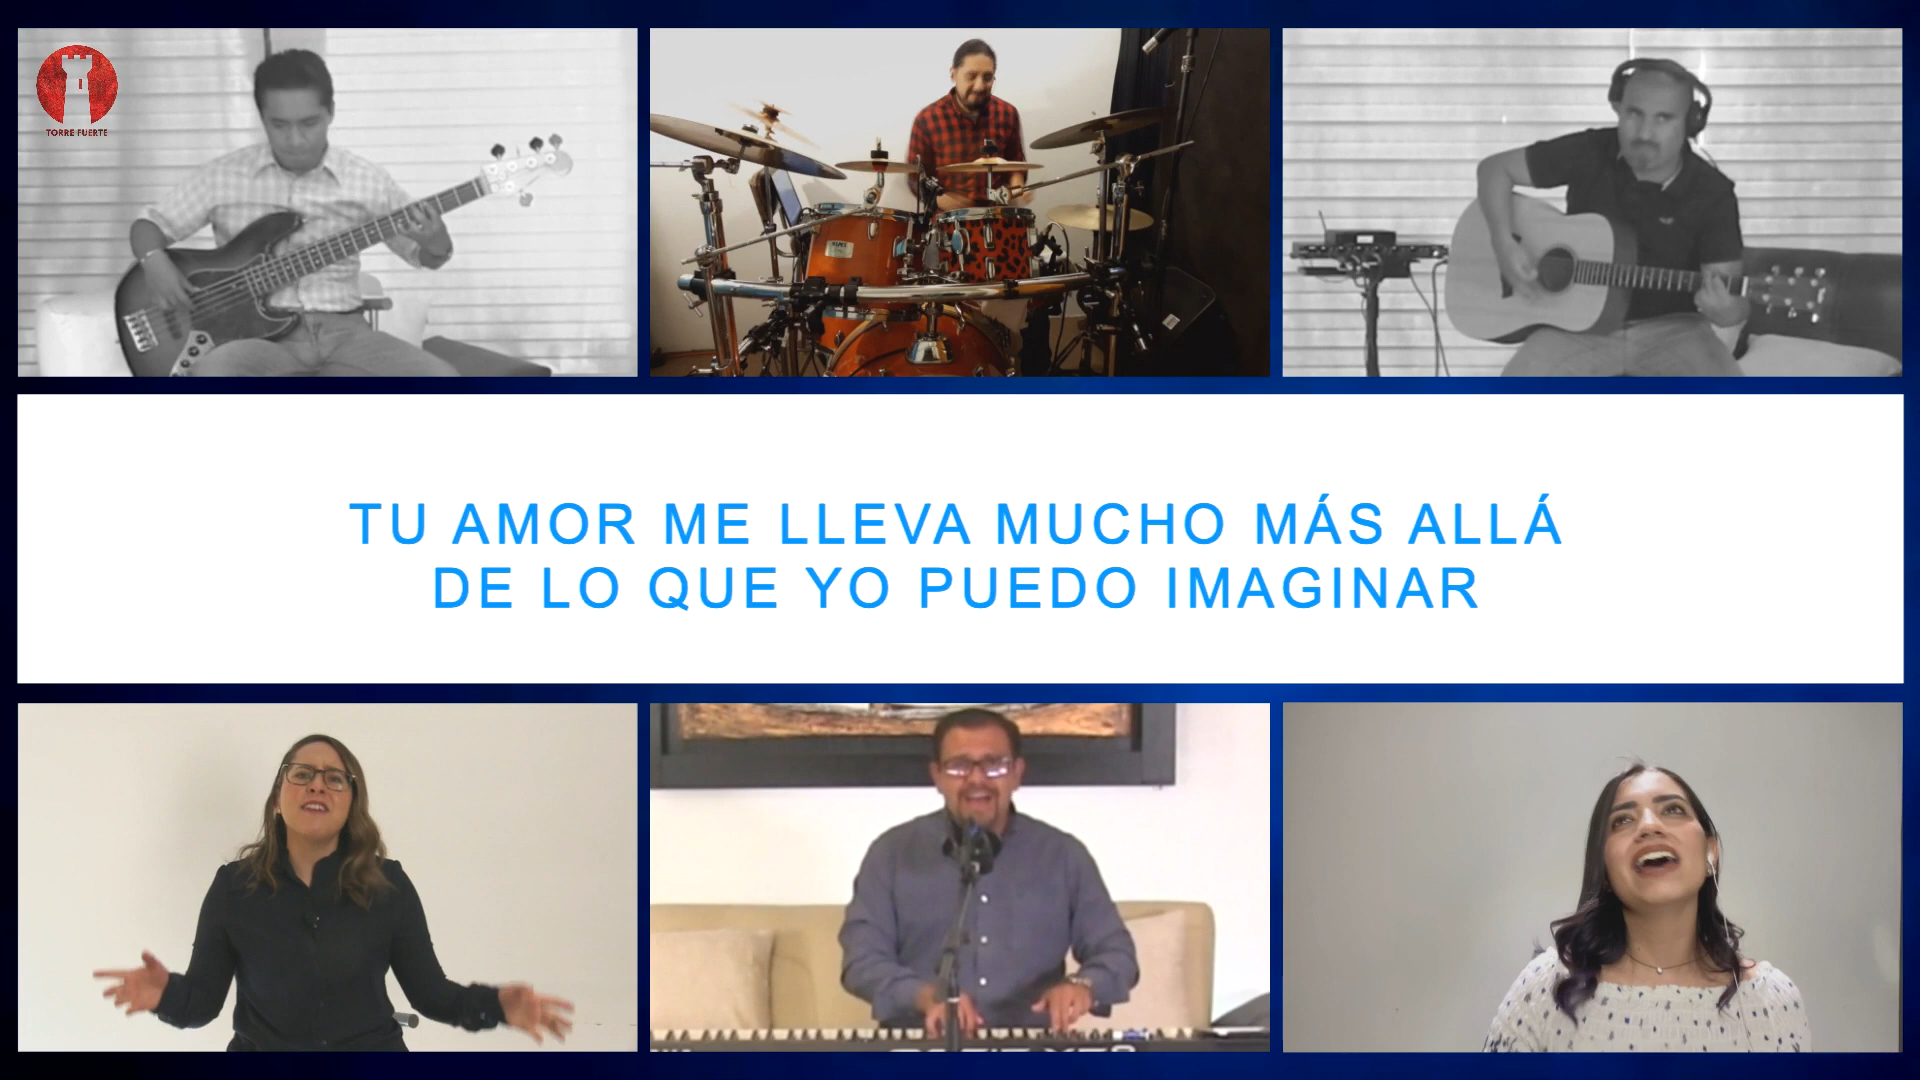 TORRE FUERTE
TU AMOR ME LLEVA MUCHO MÁS ALLÁ
DE LO QUE YO PUEDO IMAGINAR